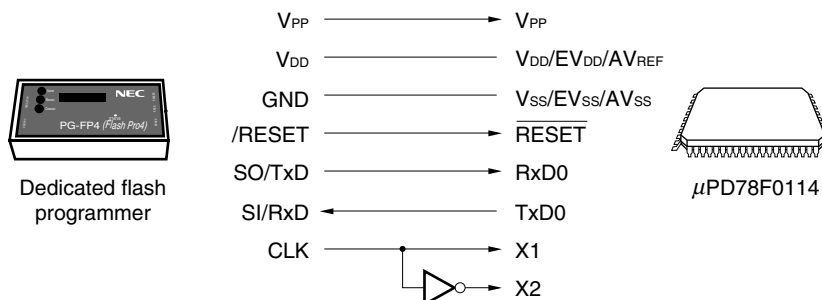 VPP VPP
VDD VDD/EVDD/AVREF
GND VSS/EVSS/AVSS
/RESET RESET
SO/TxD RxD0
SI/RxD TxD0
CLK X1
X2
NEC
PG-FP4 (Flash Pro4)
Dedicated flash
programmer
μPD78F0114